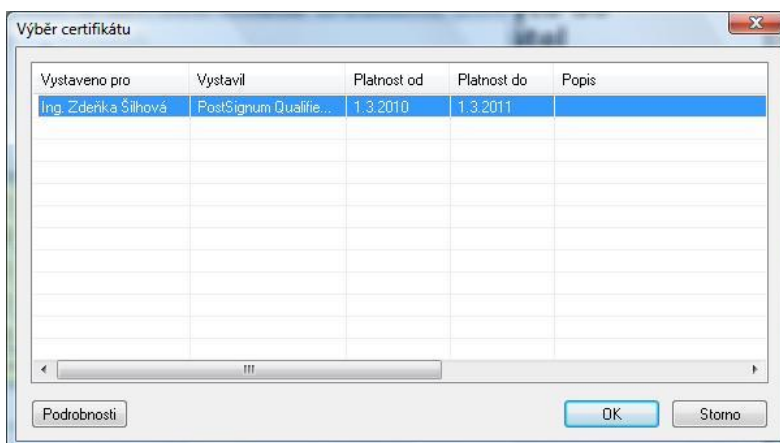 Výběr certifikátu
Vystaveno pro Vystavil Platnost od Platnost do Popis
Ing. Zdeňka Šilhová PostSignum Qualifie... 1.3.2010 1.3.2011
Podrobnosti OK Storno